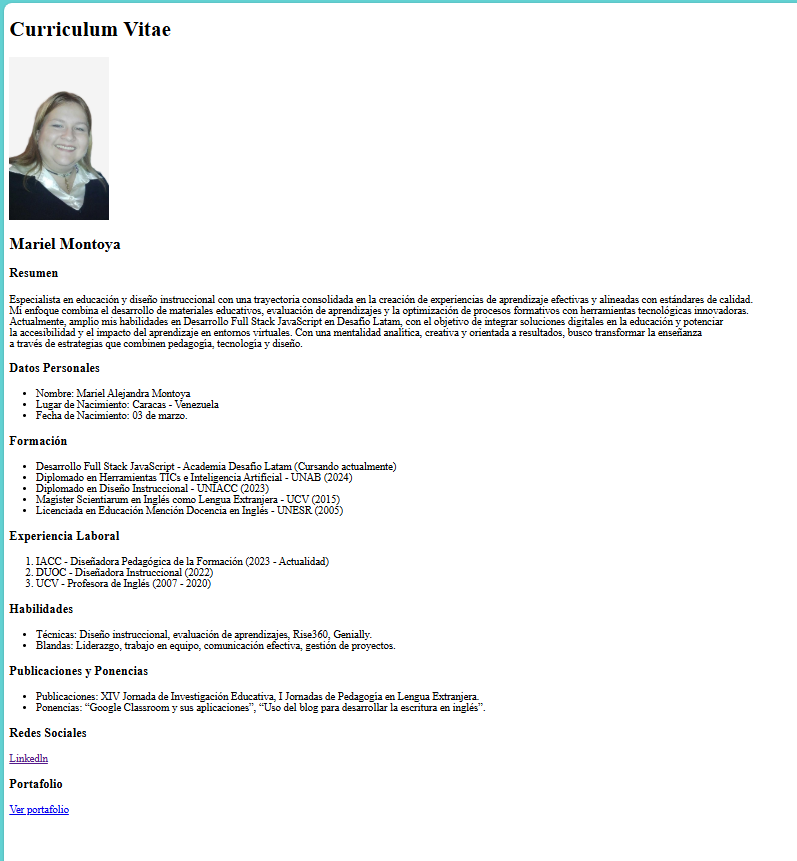 Curriculum Vitae
Mariel Montoya
Resumen
Especialista en educación y diseño instruccional con una trayectoria consolidada en la creación de experiencias de aprendizaje efectivas y alineadas con estándares de calidad.
Mi enfoque combina el desarrollo de materiales educativos, evaluación de aprendizajes y la optimización de procesos formativos con herramientas tecnológicas innovadoras.
Actualmente, amplio mis habilidades en Desarrollo Full Stack JavaScript en Desafío Latam, con el objetivo de integrar soluciones digitales en la educación y potenciar
la accesibilidad y el impacto del aprendizaje en entornos virtuales. Con una mentalidad analítica, creativa y orientada a resultados, busco transformar la enseñanza
a través de estrategias que combinen pedagogía, tecnología y diseño.
Datos Personales
• Nombre: Mariel Alejandra Montoya
• Lugar de Nacimiento: Caracas - Venezuela
• Fecha de Nacimiento: 03 de marzo.
Formación
• Desarrollo Full Stack JavaScript - Academia Desafío Latam (Cursando actualmente)
• Diplomado en Herramientas TICs e Inteligencia Artificial - UNAB (2024)
• Diplomado en Diseño Instruccional - UNIACC (2023)
• Magíster Scientiarum en Inglés como Lengua Extranjera - UCV (2015)
• Licenciada en Educación Mención Docencia en Inglés - UNESR (2005)
Experiencia Laboral
1. IACC - Diseñadora Pedagógica de la Formación (2023 - Actualidad)
2. DUOC - Diseñadora Instruccional (2022)
3. UCV - Profesora de Inglés (2007 - 2020)
Habilidades
• Técnicas: Diseño instruccional, evaluación de aprendizajes, Rise360, Genially.
• Blandas: Liderazgo, trabajo en equipo, comunicación efectiva, gestión de proyectos.
Publicaciones y Ponencias
• Publicaciones: XIV Jornada de Investigación Educativa, I Jornadas de Pedagogía en Lengua Extranjera.
• Ponencias: “Google Classroom y sus aplicaciones”, “Uso del blog para desarrollar la escritura en inglés”.
Redes Sociales
LinkedIn
Portafolio
Ver portafolio